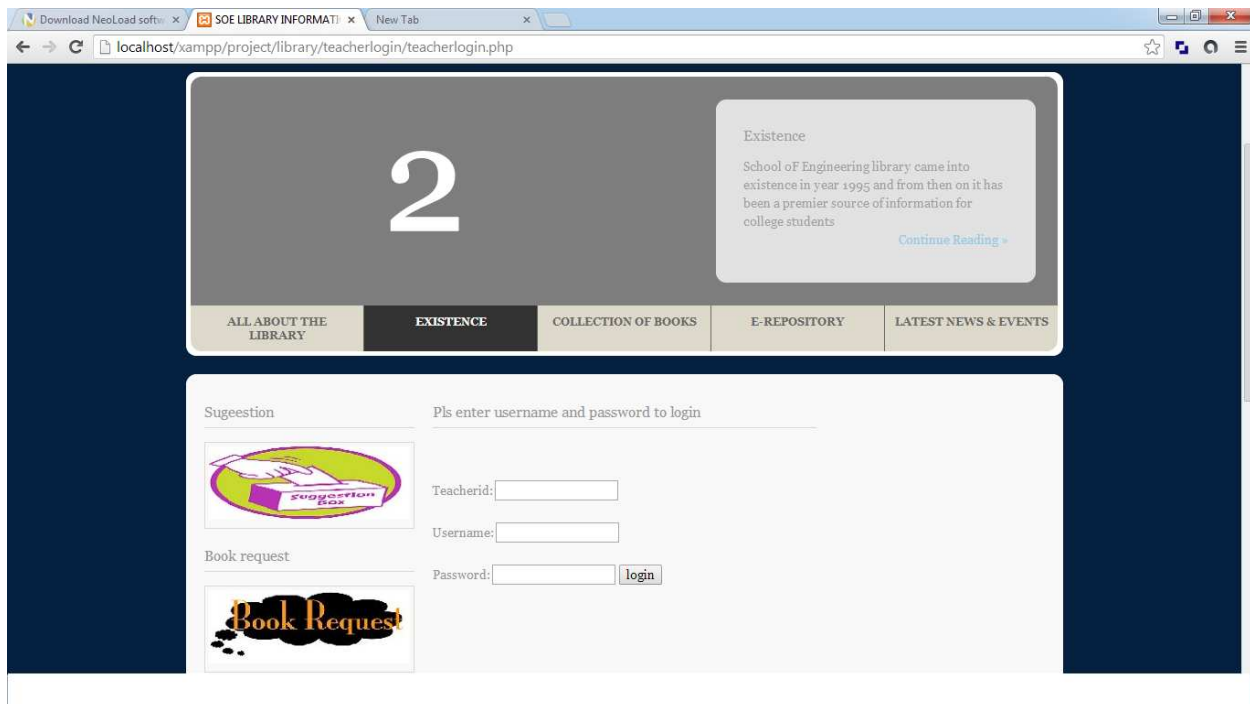 Download NeoLoad softw
SOE LIBRARY INFORMATI
New Tab
localhost/xampp/project/library/teacherlogin/teacherlogin.php
2
Existence
School oF Engineering library came into
existence in year 1995 and from then on it has
been a premier source of information for
college students
Continue Reading »
ALL ABOUT THE
LIBRARY
EXISTENCE
COLLECTION OF BOOKS
E-REPOSITORY
LATEST NEWS & EVENTS
Sugeestion
Suggestion
Box
Pls enter username and password to login
Teacherid:
Username:
Password:
login
Book request
Book Request